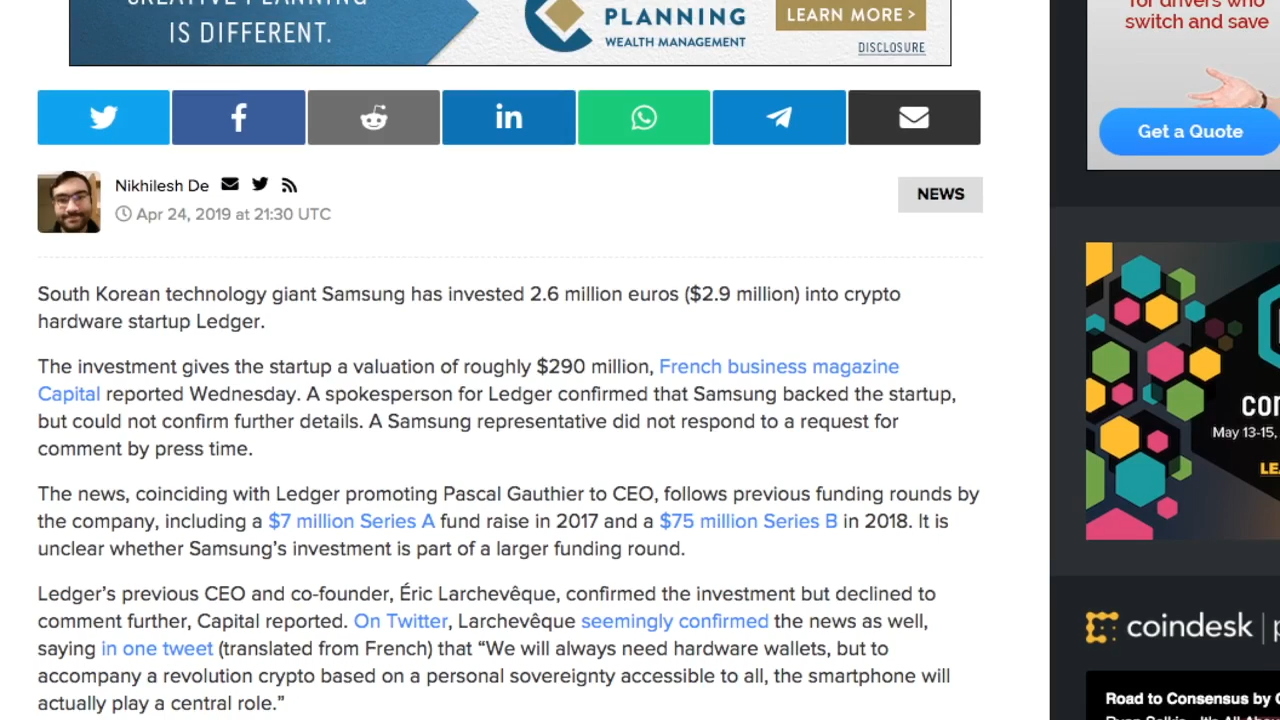 IS DIFFERENT.
PLANNING
WEALTH MANAGEMENT
LEARN MORE >
DISCLOSURE
switch and save
Get a Quote
Nikhilesh De
Apr 24, 2019 at 21:30 UTC
NEWS
South Korean technology giant Samsung has invested 2.6 million euros ($2.9 million) into crypto
hardware startup Ledger.
The investment gives the startup a valuation of roughly $290 million, French business magazine
Capital reported Wednesday. A spokesperson for Ledger confirmed that Samsung backed the startup,
but could not confirm further details. A Samsung representative did not respond to a request for
comment by press time.
The news, coinciding with Ledger promoting Pascal Gauthier to CEO, follows previous funding rounds by
the company, including a $7 million Series A fund raise in 2017 and a $75 million Series B in 2018. It is
unclear whether Samsung's investment is part of a larger funding round.
Ledger's previous CEO and co-founder, Éric Larchevêque, confirmed the investment but declined to
comment further, Capital reported. On Twitter, Larchevêque seemingly confirmed the news as well,
saying in one tweet (translated from French) that “We will always need hardware wallets, but to
accompany a revolution crypto based on a personal sovereignty accessible to all, the smartphone will
actually play a central role.”
May 13-15,
coindesk
Road to Consensus by